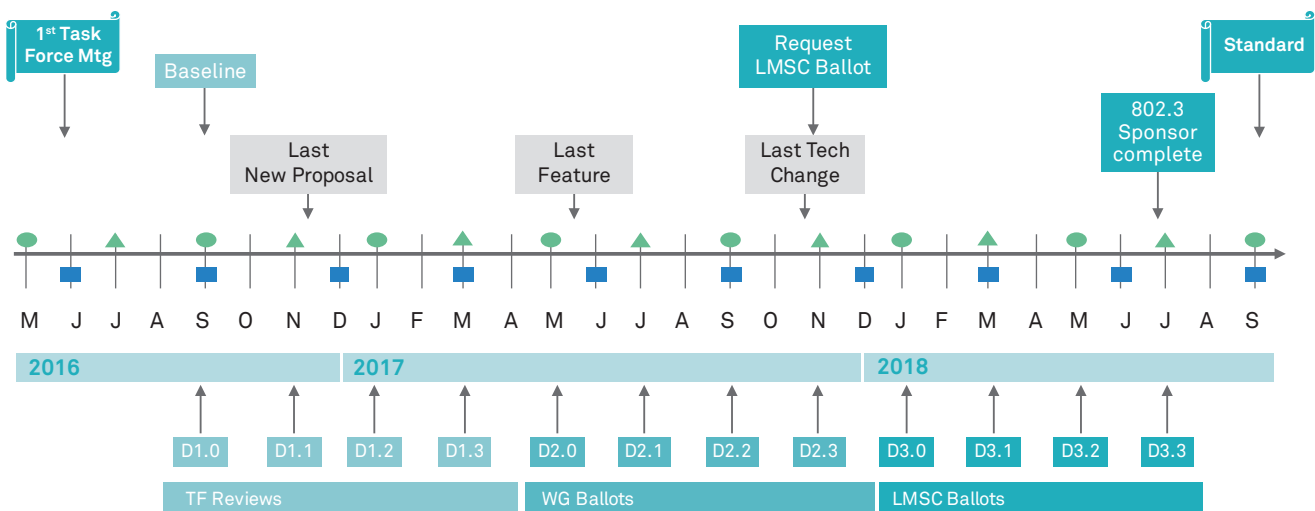 1st Task
Force Mtg
Baseline
Request
LMSC Ballot
Standard
802.3
Sponsor
complete
Last
New Proposal
Last
Feature
Last Tech
Change
M J J A S O N D J F M A M J J A S O N D J F M A M J J A S
2016 2017 2018
D1.0 D1.1 D1.2 D1.3 D2.0 D2.1 D2.2 D2.3 D3.0 D3.1 D3.2 D3.3
TF Reviews WG Ballots LMSC Ballots